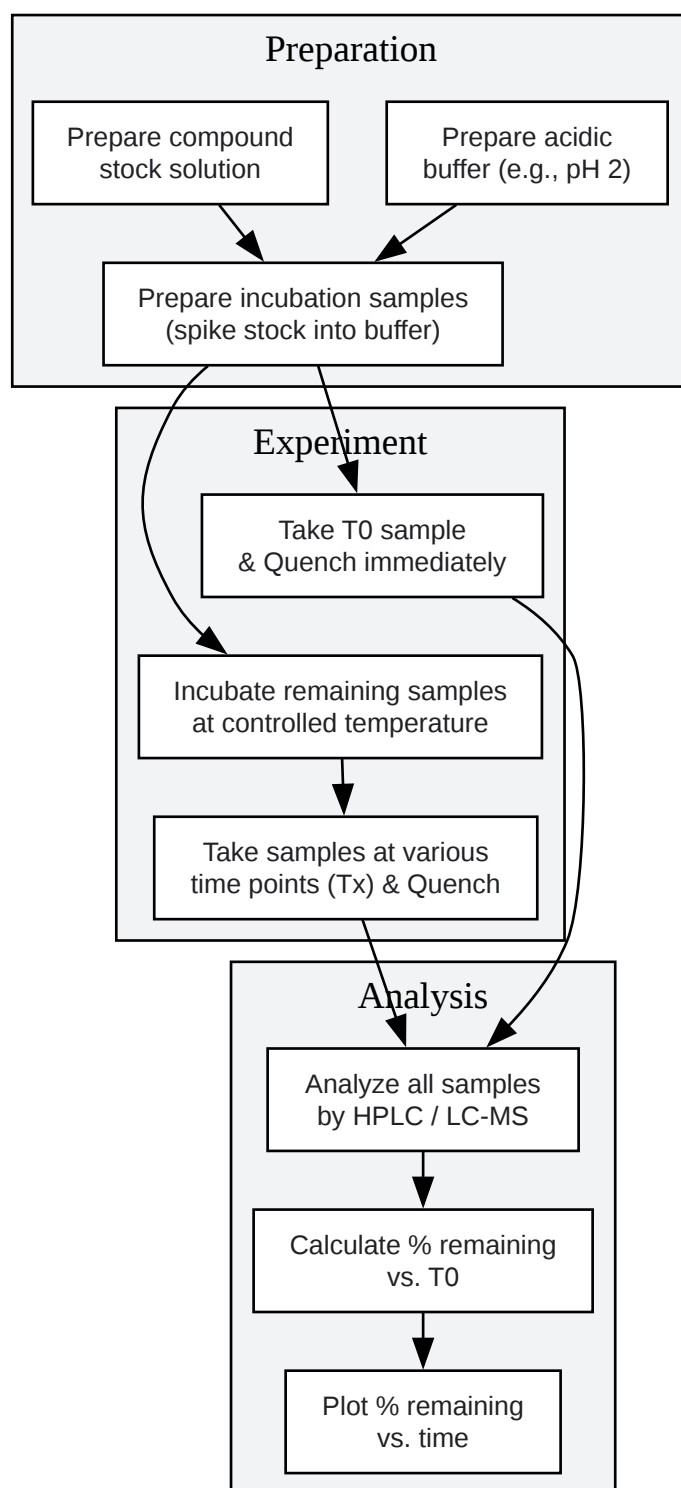 Preparation
Prepare compound
stock solution
Prepare acidic
buffer (e.g., pH 2)
Prepare incubation samples
(spike stock into buffer)
Experiment
Take T0 sample
& Quench immediately
Incubate remaining samples
at controlled temperature
Take samples at various
time points (Tx) & Quench
Analysis
Analyze all samples
by HPLC / LC-MS
Calculate % remaining
vs. T0
Plot % remaining
vs. time